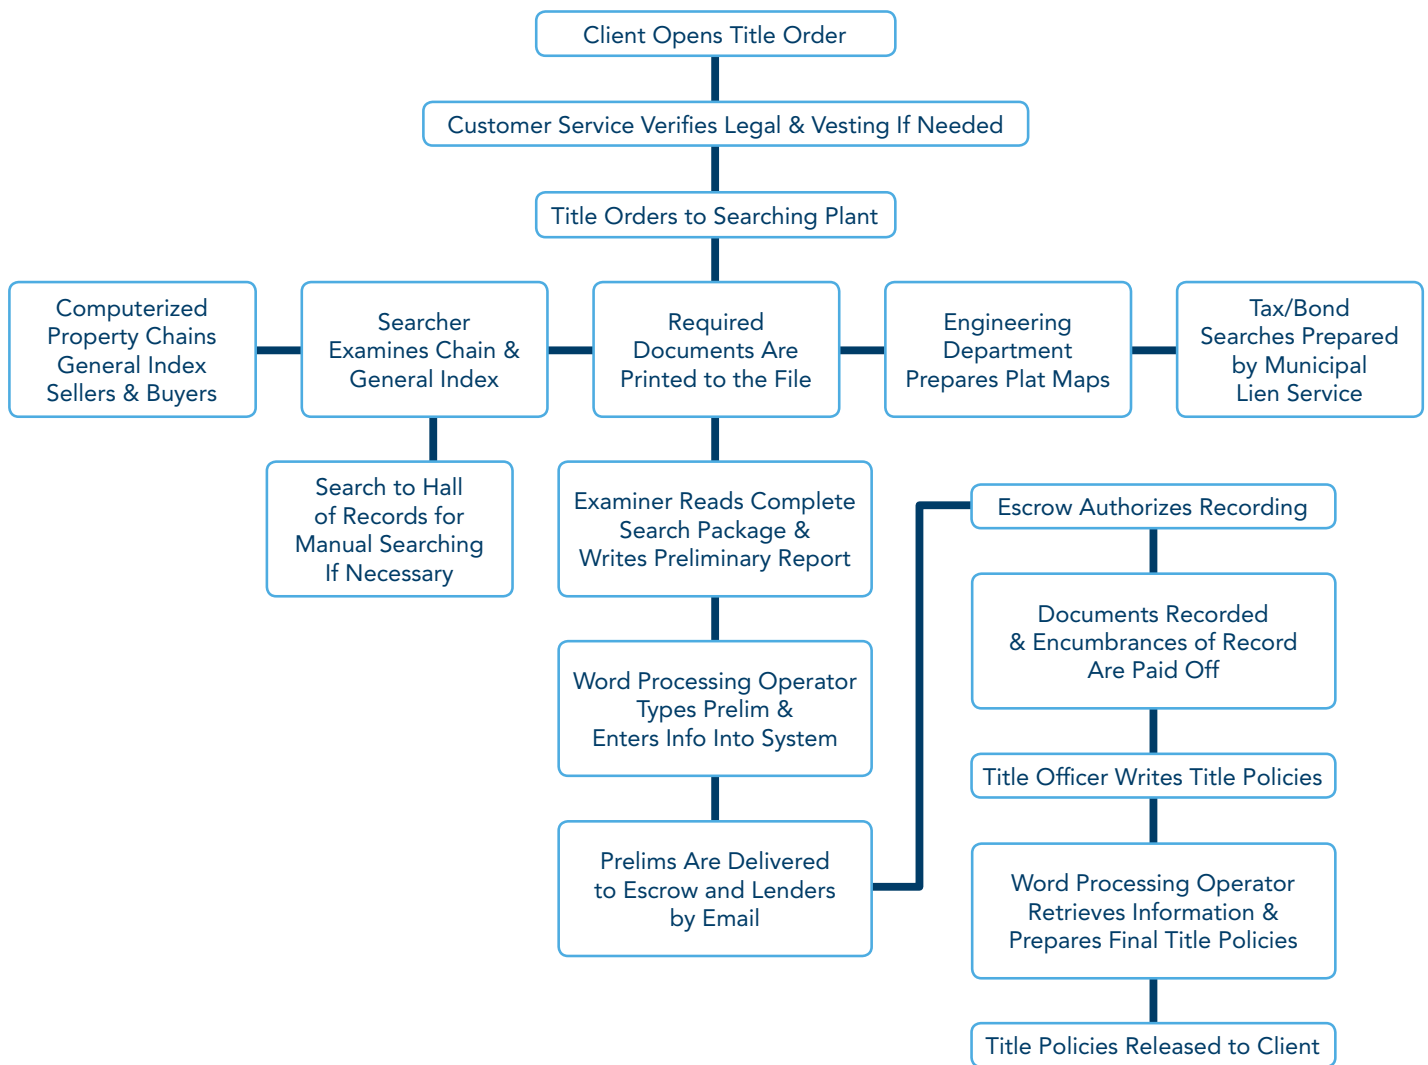 Client Opens Title Order
Customer Service Verifies Legal & Vesting If Needed
Title Orders to Searching Plant
Computerized
Property Chains
General Index
Sellers & Buyers
Searcher
Examines Chain &
General Index
Required
Documents Are
Printed to the File
Engineering
Department
Prepares Plat Maps
Tax/Bond
Searches Prepared
by Municipal
Lien Service
Search to Hall
of Records for
Manual Searching
If Necessary
Examiner Reads Complete
Search Package &
Writes Preliminary Report
Word Processing Operator
Types Prelim &
Enters Info Into System
Prelims Are Delivered
to Escrow and Lenders
by Email
Escrow Authorizes Recording
Documents Recorded
& Encumbrances of Record
Are Paid Off
Title Officer Writes Title Policies
Word Processing Operator
Retrieves Information &
Prepares Final Title Policies
Title Policies Released to Client